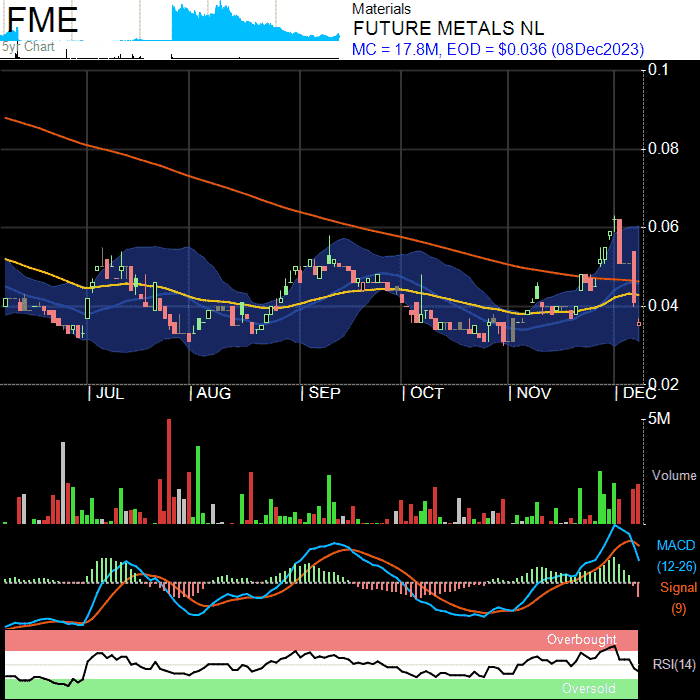 FME
5yr Chart
Materials
FUTURE METALS NL
MC = 17.8M, EOD = $0.036 (08Dec2023)
0.1
0.08
0.06
0.04
0.02
JUL AUG SEP OCT NOV DEC
5M
Volume
MACD
(12-26)
Signal
(9)
Overbought
RSI(14)
Oversold